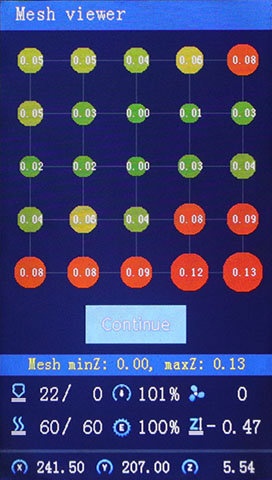 Mesh viewer
0.05 0.05 0.04 0.06 0.08
0.05 0.03 0.00 0.01 0.03
0.02 0.02 0.00 0.03 0.04
0.04 0.06 0.04 0.08 0.09
0.08 0.08 0.09 0.12 0.13
Continue
Mesh minZ: 0.00, maxZ: 0.13
22/ 0 101% 0
60/ 60 E 100% Z -0.47
X 241.50 Y 207.00 Z 5.54